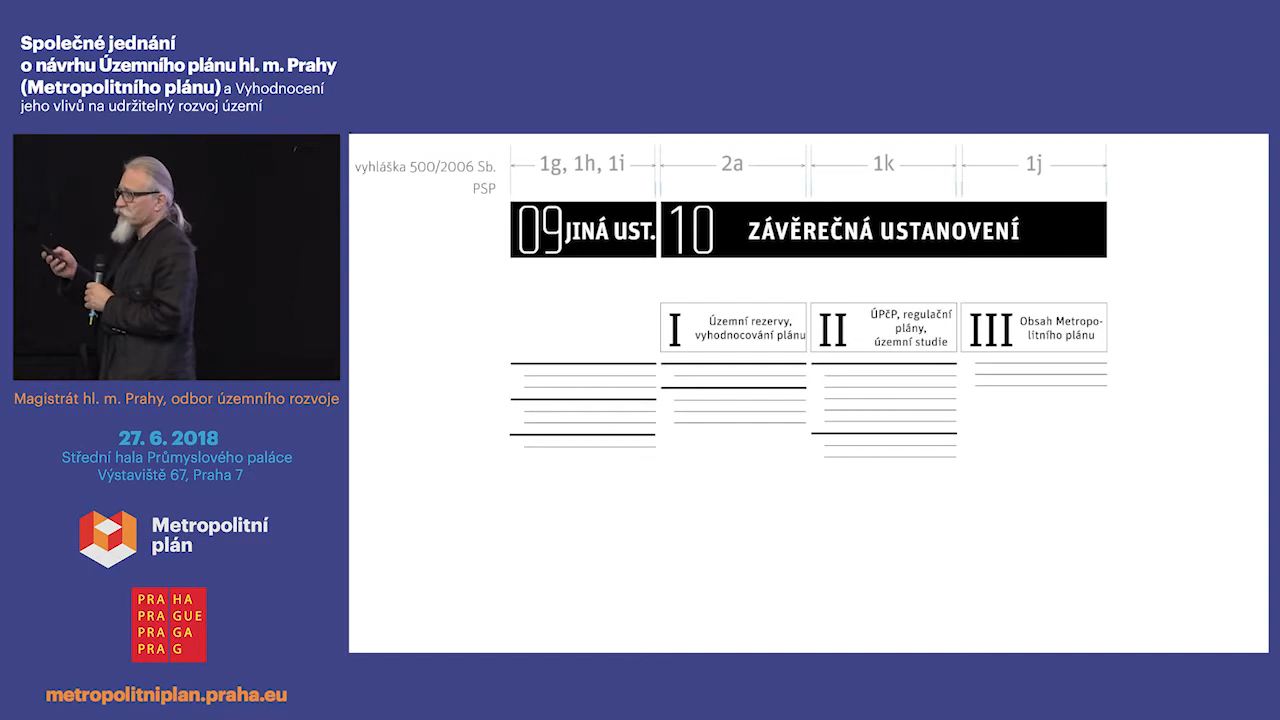 Společné jednání
o návrhu Územního plánu hl. m. Prahy
(Metropolitního plánu) a Vyhodnocení
jeho vlivů na udržitelný rozvoj území
Magistrát hl. m. Prahy, odbor územního rozvoje
27. 6. 2018
Střední hala Průmyslového paláce
Výstaviště 67, Praha 7
Metropolitní
plán
PRA HA
PRA GUE
PRA GA
PRA G
metropolitniplan.praha.eu
vyhláška 500/2006 Sb.
PSP
1g, 1h, 1i
2a
1k
1j
09 JINÁ UST.
10 ZÁVĚREČNÁ USTANOVENÍ
I
Územní rezervy,
vyhodnocování plánu
II
ÚPčP, regulační
plány,
územní studie
III
Obsah Metropo-
litního plánu